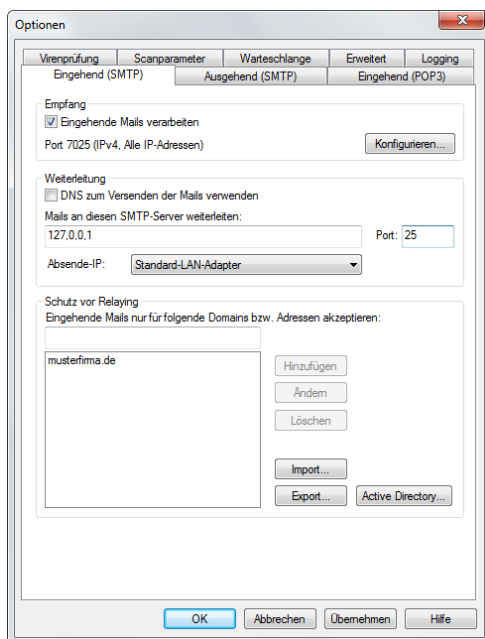 Optionen
Virenprüfung Scanparameter Warteschlange Erweitert Logging
Eingehend (SMTP) Ausgehend (SMTP) Eingehend (POP3)
Empfang
Eingehende Mails verarbeiten
Port 7025 (IPv4, Alle IP-Adressen) Konfigurieren...
Weiterleitung
DNS zum Versenden der Mails verwenden
Mails an diesen SMTP-Server weiterleiten:
127,0,0,1 Port: 25
Absende-IP: Standard-LAN-Adapter
Schutz vor Relaying
Eingehende Mails nur für folgende Domains bzw. Adressen akzeptieren:
musterfirma.de
Hinzufügen
Ändern
Löschen
Import...
Export... Active Directory...
OK Abbrechen Übernehmen Hilfe